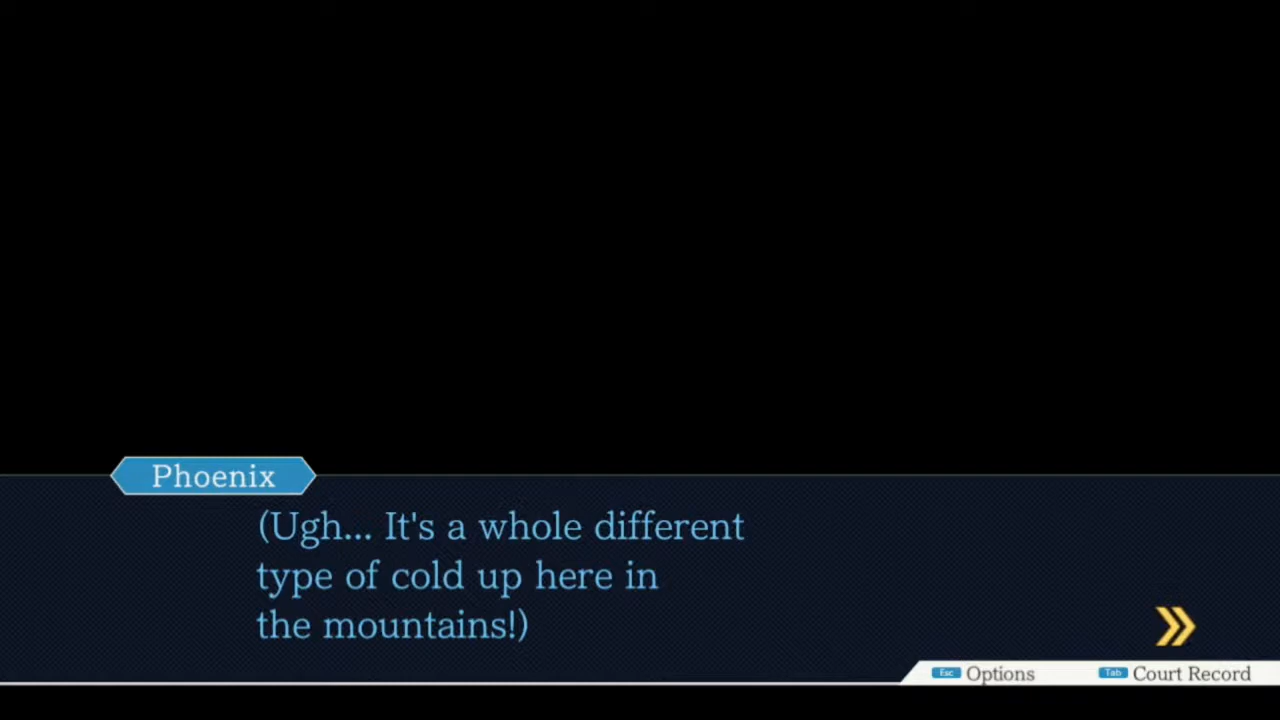 Phoenix
(Ugh... It's a whole different
type of cold up here in
the mountains!)
Esc Options Tab Court Record